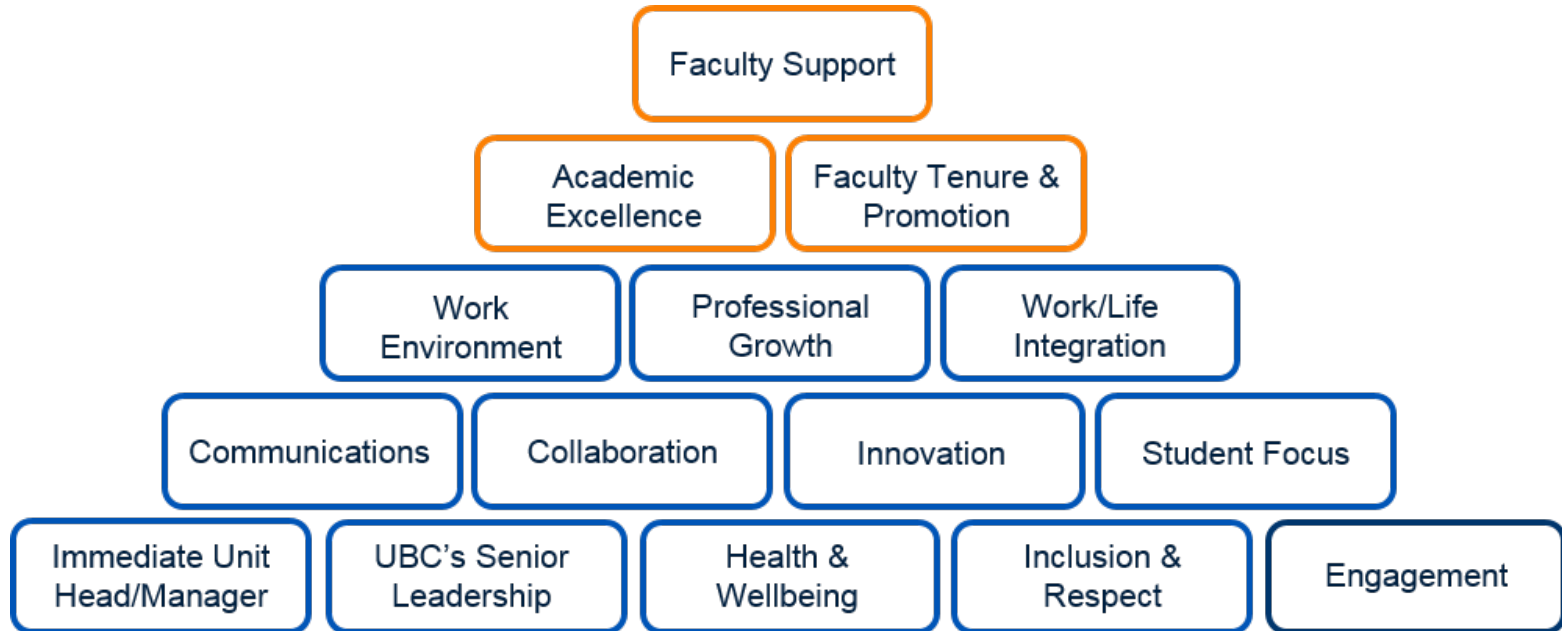 Faculty Support
Academic
Excellence
Faculty Tenure &
Promotion
Work
Environment
Professional
Growth
Work/Life
Integration
Communications
Collaboration
Innovation
Student Focus
Immediate Unit
Head/Manager
UBC’s Senior
Leadership
Health &
Wellbeing
Inclusion &
Respect
Engagement